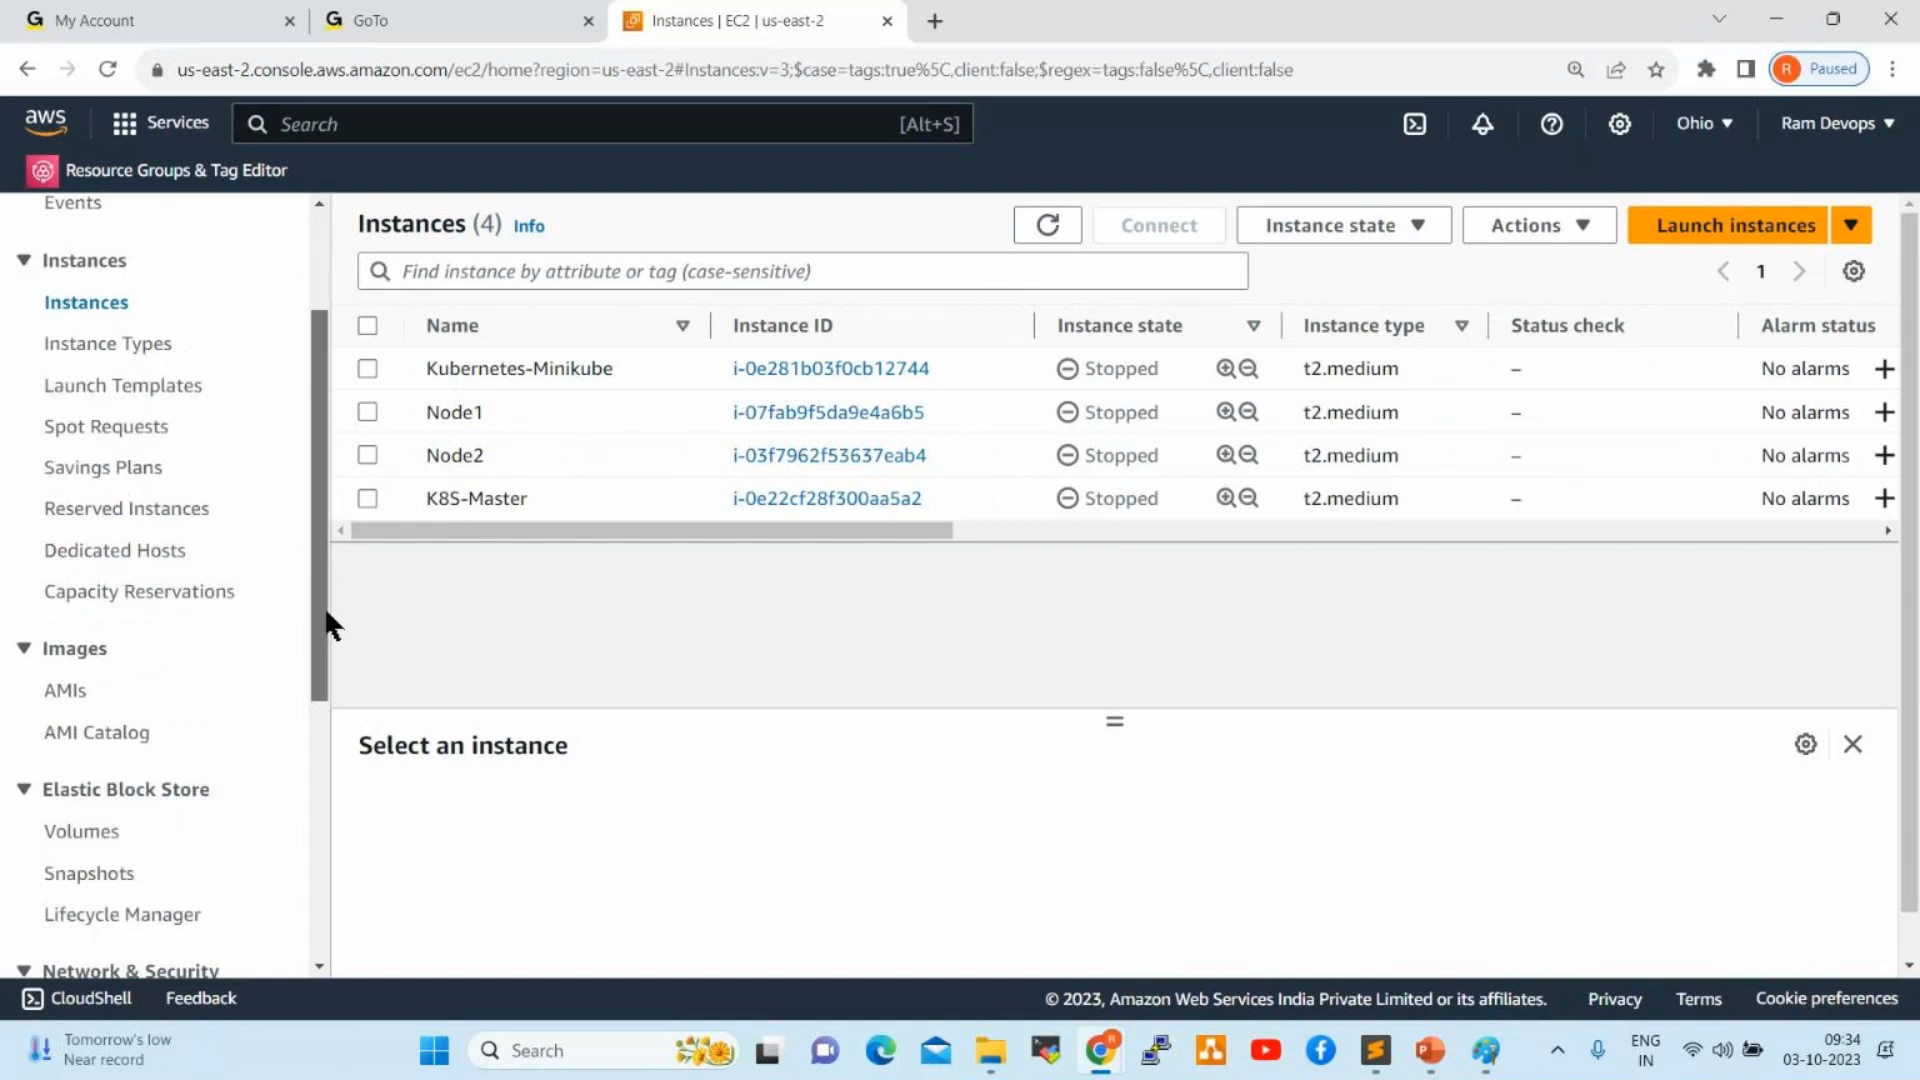 My Account
GoTo
Instances | EC2 | us-east-2
us-east-2.console.aws.amazon.com/ec2/home?region=us-east-2#Instances:v=3;$case=tags:true%5C,client:false;$regex=tags:false%5C,client:false
R Paused
aws
Services
Search [Alt+S]
Ohio
Ram Devops
Resource Groups & Tag Editor
Events
Instances
Instances
Instance Types
Launch Templates
Spot Requests
Savings Plans
Reserved Instances
Dedicated Hosts
Capacity Reservations
Images
AMIs
AMI Catalog
Elastic Block Store
Volumes
Snapshots
Lifecycle Manager
Network & Security
Instances (4) Info
Connect
Instance state
Actions
Launch instances
Find instance by attribute or tag (case-sensitive)
1
Name Instance ID Instance state Instance type Status check Alarm status
Kubernetes-Minikube i-0e281b03f0cb12744 Stopped t2.medium – No alarms
Node1 i-07fab9f5da9e4a6b5 Stopped t2.medium – No alarms
Node2 i-03f7962f53637eab4 Stopped t2.medium – No alarms
K8S-Master i-0e22cf28f300aa5a2 Stopped t2.medium – No alarms
Select an instance
CloudShell Feedback
© 2023, Amazon Web Services India Private Limited or its affiliates. Privacy Terms Cookie preferences
Tomorrow's low
Near record
Search
ENG
IN
09:34
03-10-2023